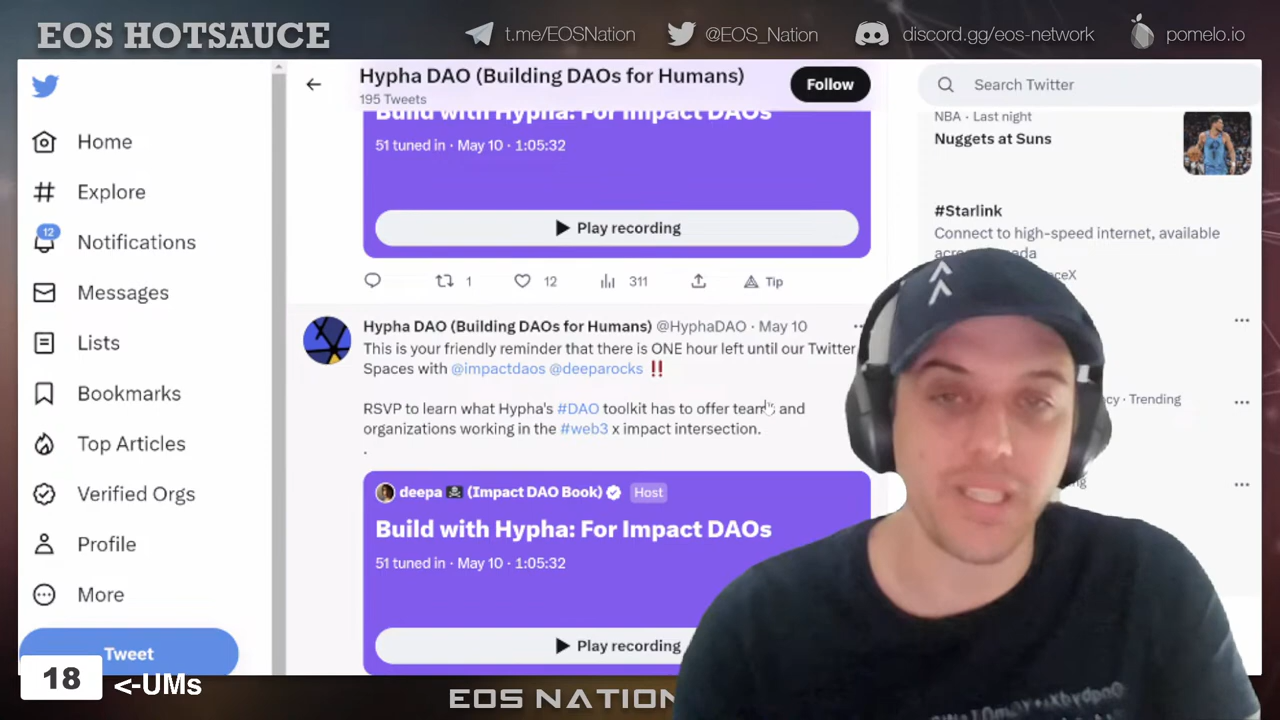 EOS HOTSAUCE
t.me/EOSNation
@EOS_Nation
discord.gg/eos-network
pomelo.io
Home
Explore
12
Notifications
Messages
Lists
Bookmarks
Top Articles
Verified Orgs
Profile
More
Tweet
Hypha DAO (Building DAOs for Humans)
195 Tweets
Follow
Build with Hypha: For Impact DAOs
51 tuned in · May 10 · 1:05:32
Play recording
1
12
311
Tip
Hypha DAO (Building DAOs for Humans) @HyphaDAO · May 10
This is your friendly reminder that there is ONE hour left until our Twitter
Spaces with @impactdaos @deeparocks ‼️
RSVP to learn what Hypha's #DAO toolkit has to offer team and
organizations working in the #web3 x impact intersection.
.
deepa (Impact DAO Book) Host
Build with Hypha: For Impact DAOs
51 tuned in · May 10 · 1:05:32
Play recording
Search Twitter
NBA · Last night
Nuggets at Suns
#Starlink
Connect to high-speed internet, available
· Trending
18 <-UMs
EOS NATION